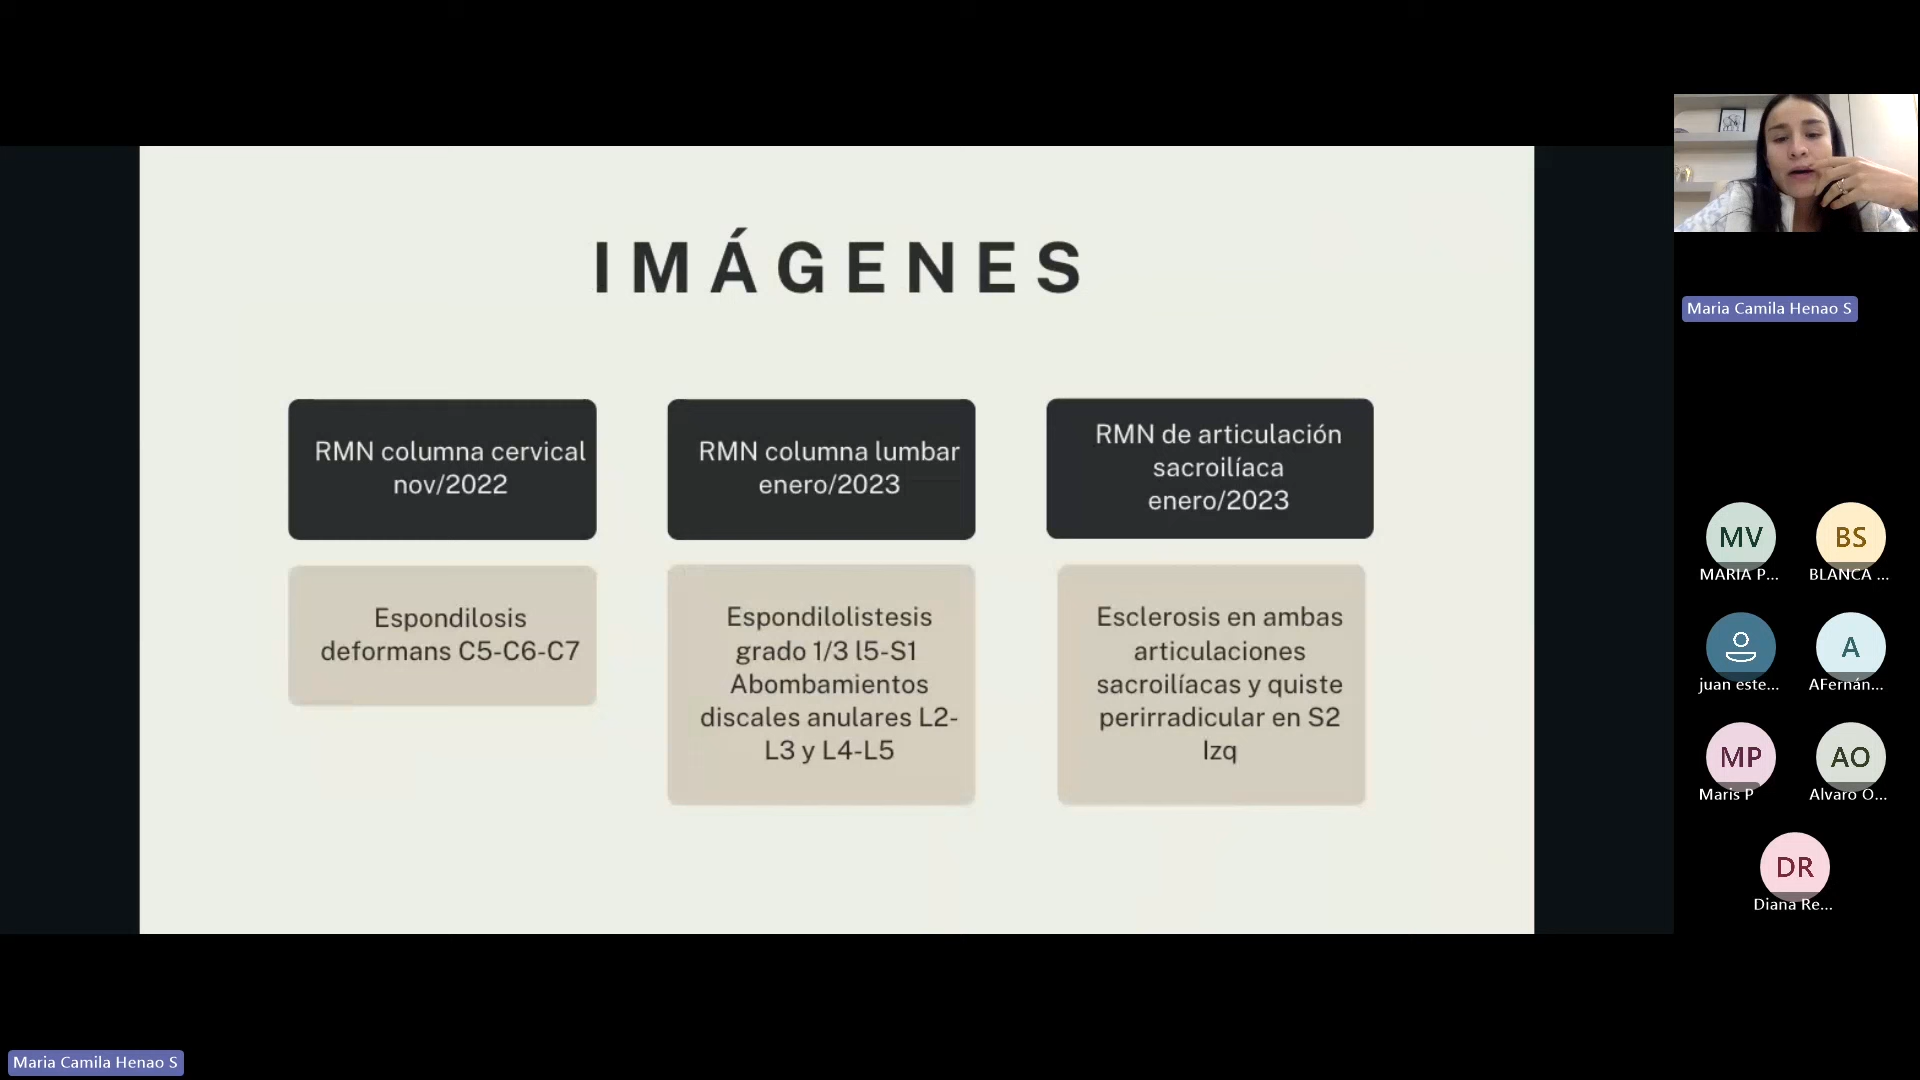 IMÁGENES
RMN columna cervical
nov/2022
RMN columna lumbar
enero/2023
RMN de articulación
sacroilíaca
enero/2023
Espondilosis
deformans C5-C6-C7
Espondilolistesis
grado 1/3 l5-S1
Abombamientos
discales anulares L2-
L3 y L4-L5
Esclerosis en ambas
articulaciones
sacroilíacas y quiste
perirradicular en S2
Izq
Maria Camila Henao S
MV
MARIA P...
BS
BLANCA ...
juan este...
A
AFernán...
MP
Maris P
AO
Alvaro O...
DR
Diana Re...
Maria Camila Henao S